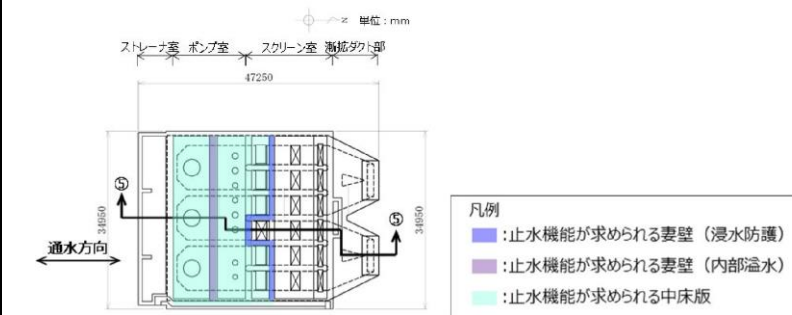 N 単位：mm
ストレーナ室 ポンプ室 スクリーン室 漸拡ダクト部
47250
⑤
⑤
34950
34950
通水方向
凡例
:止水機能が求められる妻壁（浸水防護）
:止水機能が求められる妻壁（内部溢水）
:止水機能が求められる中床版